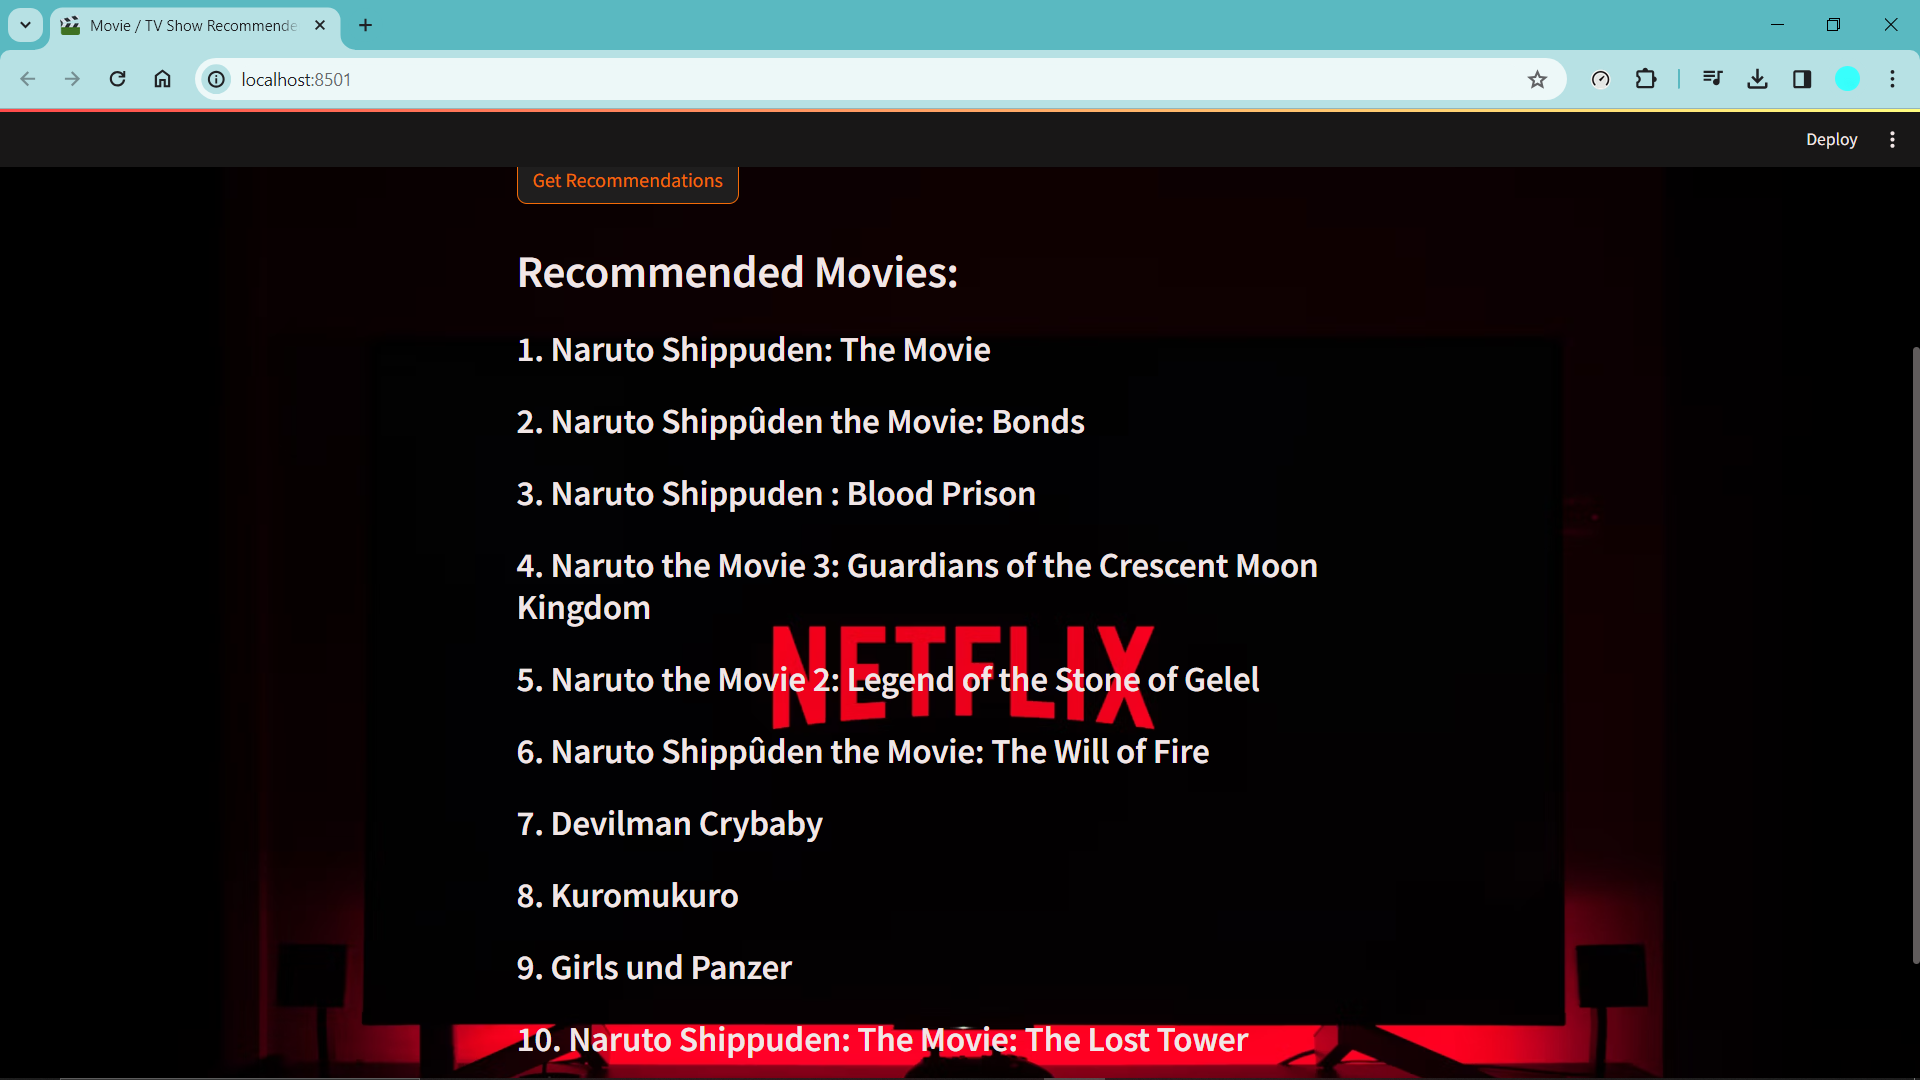 Movie / TV Show Recommende
localhost:8501
Deploy
Get Recommendations
Recommended Movies:
1. Naruto Shippuden: The Movie
2. Naruto Shippûden the Movie: Bonds
3. Naruto Shippuden : Blood Prison
4. Naruto the Movie 3: Guardians of the Crescent Moon
Kingdom
NETFLIX
5. Naruto the Movie 2: Legend of the Stone of Gelel
6. Naruto Shippûden the Movie: The Will of Fire
7. Devilman Crybaby
8. Kuromukuro
9. Girls und Panzer
10. Naruto Shippuden: The Movie: The Lost Tower